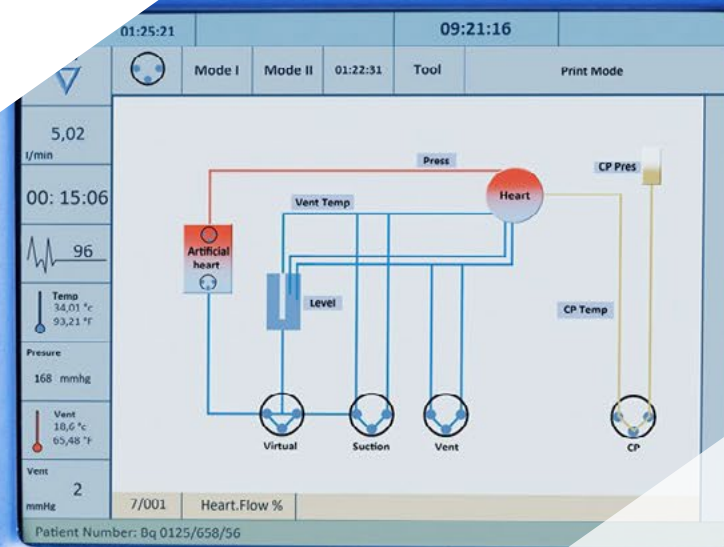 01:25:21
09:21:16
Mode I
Mode II
01:22:31
Tool
Print Mode
5,02
l/min
00: 15:06
96
Temp
34,01 °c
93,21 °F
Presure
168 mmhg
Vent
18,6 °c
65,48 °F
Vent
2
mmHg
Press
CP Pres
Heart
Vent Temp
Artificial
heart
Level
CP Temp
Virtual
Suction
Vent
CP
7/001
Heart.Flow %
Patient Number: Bq 0125/658/56